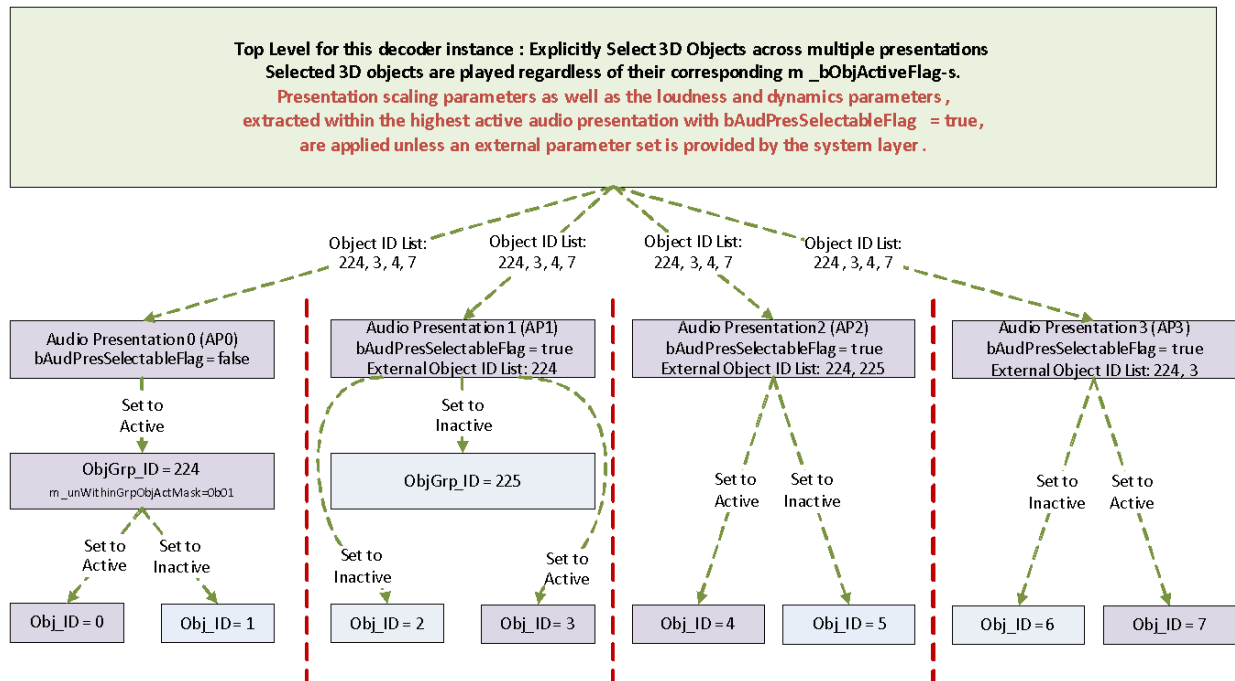 Top Level for this decoder instance : Explicitly Select 3D Objects across multiple presentations
Selected 3D objects are played regardless of their corresponding m _bObjActiveFlag-s.
Presentation scaling parameters as well as the loudness and dynamics parameters ,
extracted within the highest active audio presentation with bAudPresSelectableFlag = true,
are applied unless an external parameter set is provided by the system layer .
Object ID List:
224, 3, 4, 7
Object ID List:
224, 3, 4, 7
Object ID List:
224, 3, 4, 7
Object ID List:
224, 3, 4, 7
Audio Presentation 0 (AP0)
bAudPresSelectableFlag = false
Audio Presentation 1 (AP1)
bAudPresSelectableFlag = true
External Object ID List: 224
Audio Presentation 2 (AP2)
bAudPresSelectableFlag = true
External Object ID List: 224, 225
Audio Presentation 3 (AP3)
bAudPresSelectableFlag = true
External Object ID List: 224, 3
Set to
Active
Set to
Inactive
ObjGrp_ID = 224
m_unWithinGrpObjActMask=0b01
ObjGrp_ID = 225
Set to
Active
Set to
Inactive
Set to
Inactive
Set to
Active
Set to
Active
Set to
Inactive
Set to
Inactive
Set to
Active
Obj_ID = 0
Obj_ID = 1
Obj_ID = 2
Obj_ID = 3
Obj_ID = 4
Obj_ID = 5
Obj_ID = 6
Obj_ID = 7